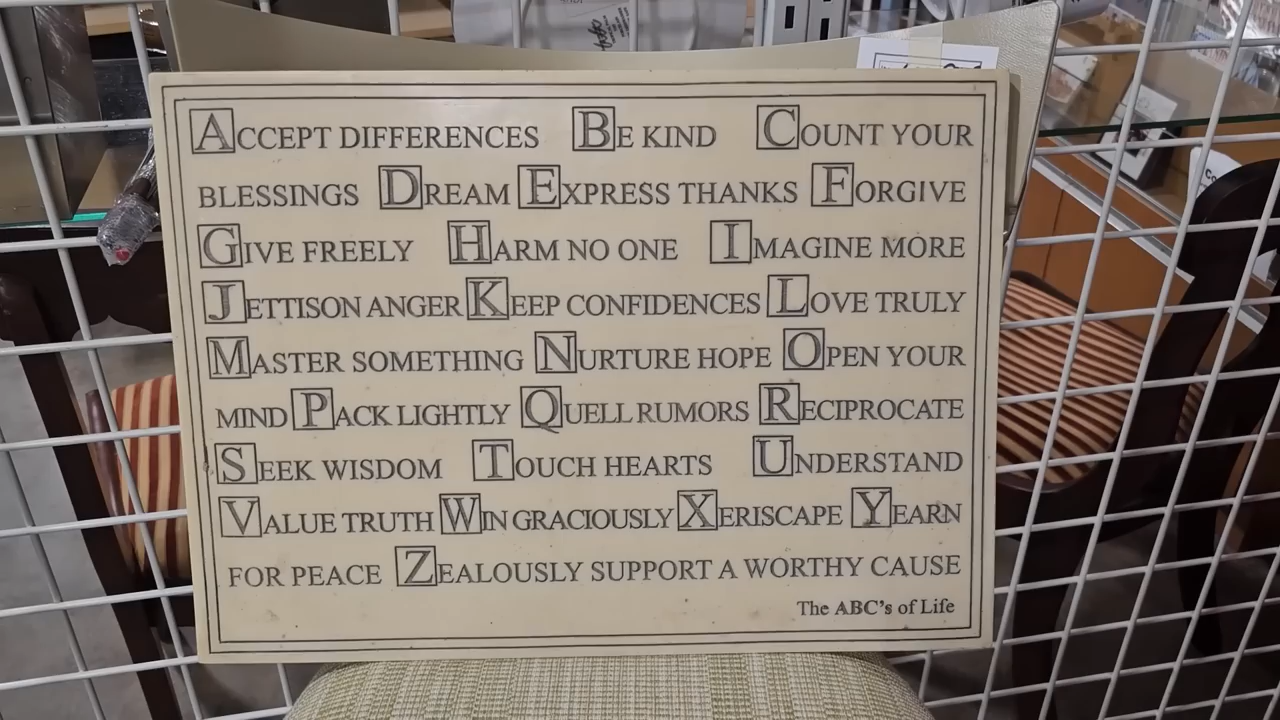 ACCEPT DIFFERENCES BE KIND COUNT YOUR
BLESSINGS DREAM EXPRESS THANKS FORGIVE
GIVE FREELY HARM NO ONE IMAGINE MORE
JETTISON ANGER KEEP CONFIDENCES LOVE TRULY
MASTER SOMETHING NURTURE HOPE OPEN YOUR
MIND PACK LIGHTLY QUELL RUMORS RECIPROCATE
SEEK WISDOM TOUCH HEARTS UNDERSTAND
VALUE TRUTH WIN GRACIOUSLY XERISCAPE YEARN
FOR PEACE ZEALOUSLY SUPPORT A WORTHY CAUSE
The ABC's of Life